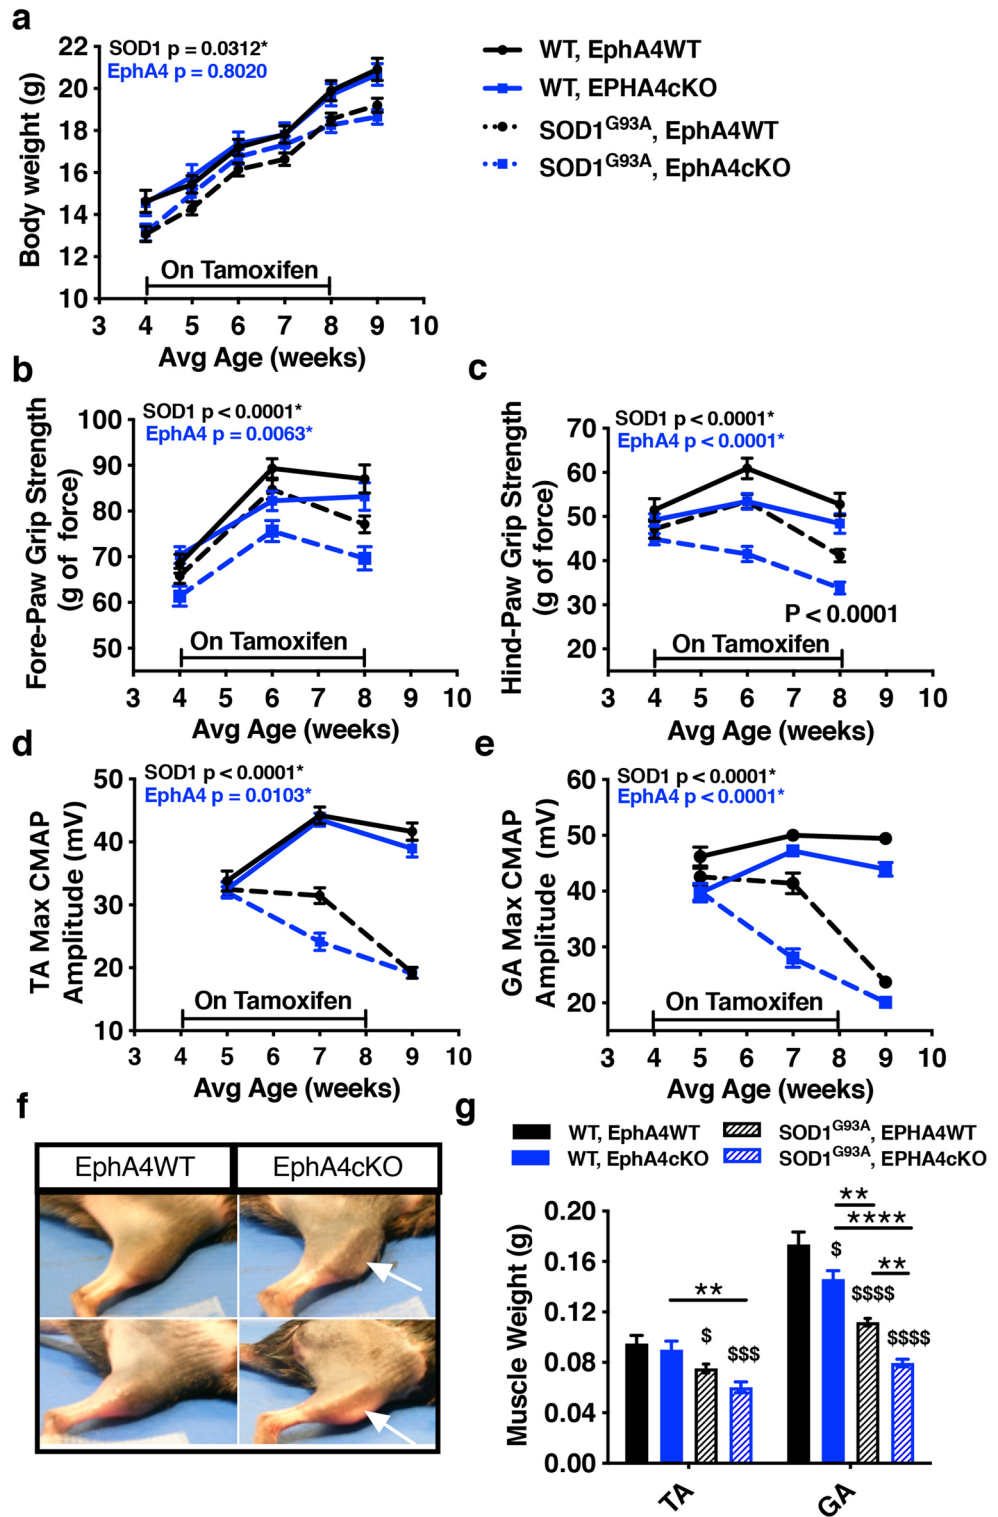 a
SOD1 p = 0.0312*
EphA4 p = 0.8020
22
20
18
16
14
12
10
Body weight (g)
On Tamoxifen
3 4 5 6 7 8 9 10
Avg Age (weeks)
WT, EphA4WT
WT, EPHA4cKO
SOD1G93A, EphA4WT
SOD1G93A, EphA4cKO
b
SOD1 p < 0.0001*
EphA4 p = 0.0063*
100
90
80
70
60
50
Fore-Paw Grip Strength
(g of force)
On Tamoxifen
3 4 5 6 7 8 9 10
Avg Age (weeks)
c
SOD1 p < 0.0001*
EphA4 p < 0.0001*
70
60
50
40
30
20
Hind-Paw Grip Strength
(g of force)
P < 0.0001
On Tamoxifen
3 4 5 6 7 8 9 10
Avg Age (weeks)
d
SOD1 p < 0.0001*
EphA4 p = 0.0103*
50
40
30
20
10
TA Max CMAP
Amplitude (mV)
On Tamoxifen
3 4 5 6 7 8 9 10
Avg Age (weeks)
e
SOD1 p < 0.0001*
EphA4 p < 0.0001*
60
50
40
30
20
GA Max CMAP
Amplitude (mV)
On Tamoxifen
3 4 5 6 7 8 9 10
Avg Age (weeks)
f
EphA4WT EphA4cKO
g
WT, EphA4WT SOD1G93A, EPHA4WT
WT, EphA4cKO SOD1G93A, EPHA4cKO
0.20
0.16
0.12
0.08
0.04
0.00
Muscle Weight (g)
**
$
$$$
**
****
$
**
$$$$
$$$$
TA GA